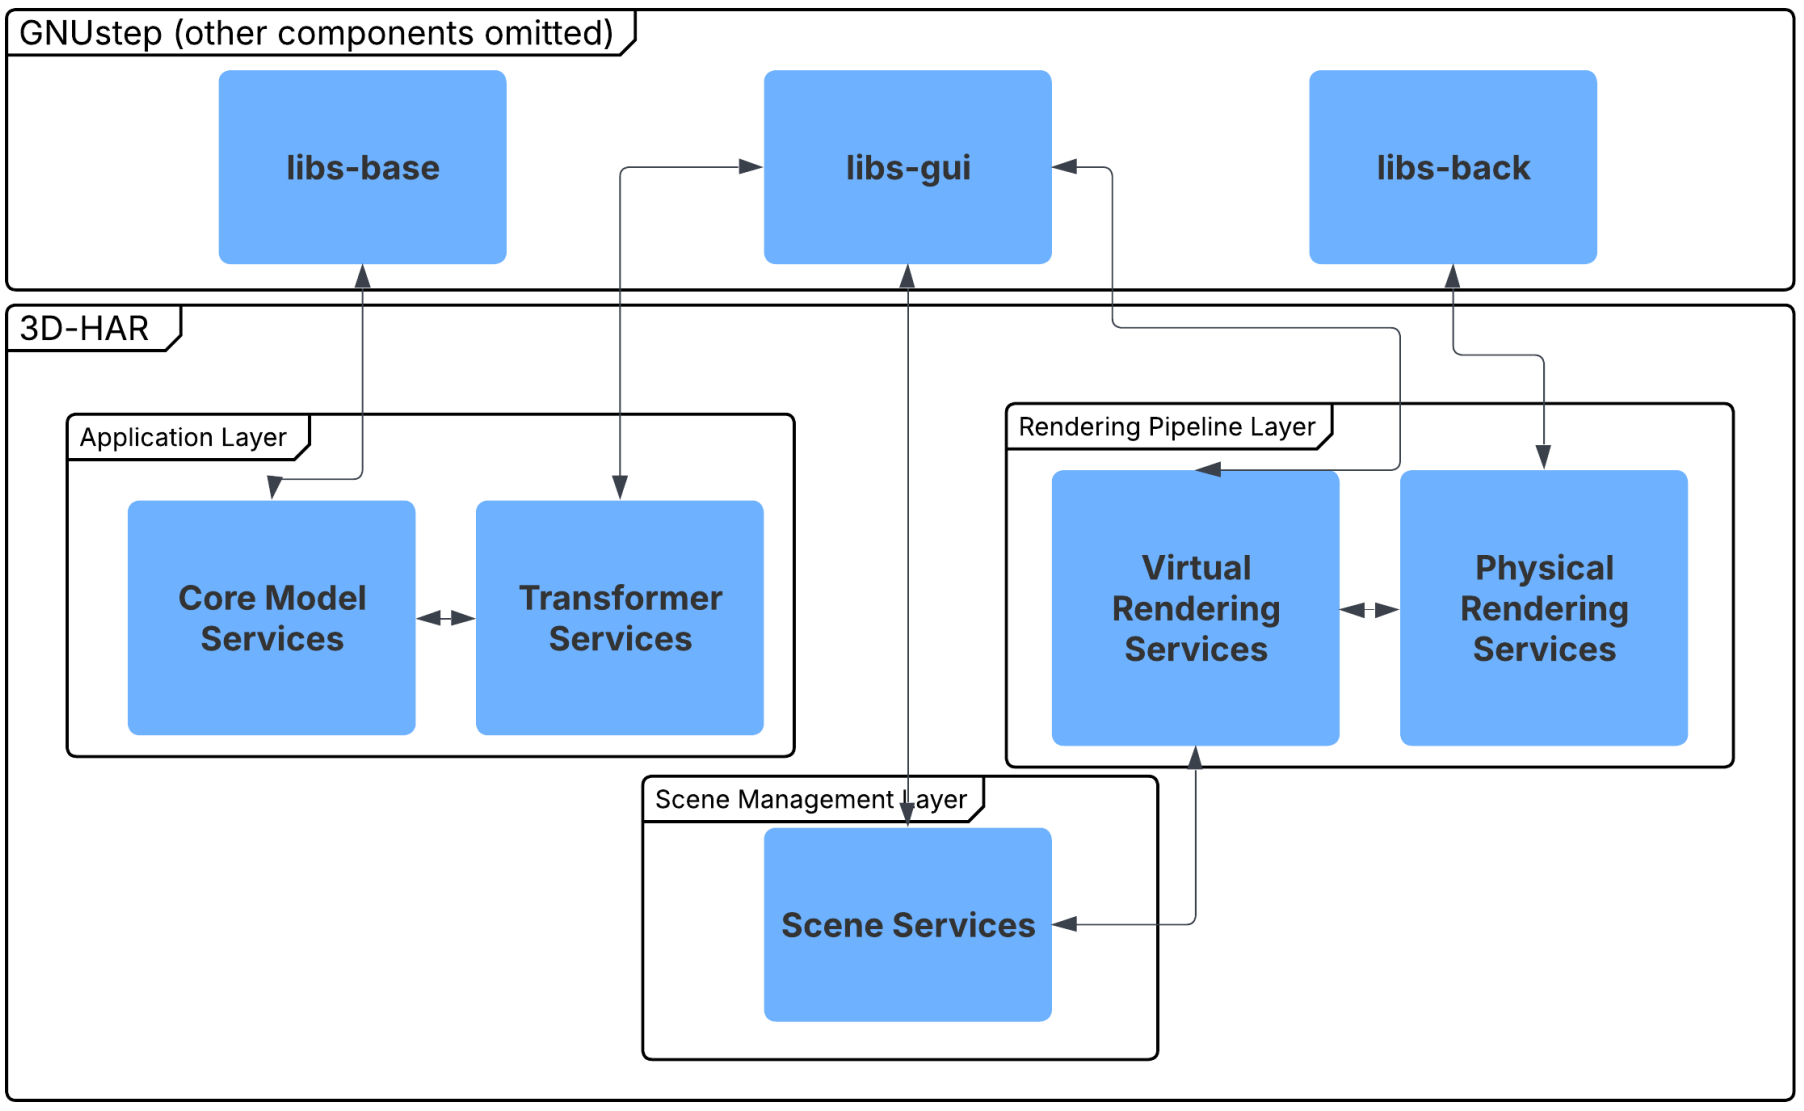 GNUstep (other components omitted)
libs-base
libs-gui
libs-back
3D-HAR
Application Layer
Core Model
Services
Transformer
Services
Rendering Pipeline Layer
Virtual
Rendering
Services
Physical
Rendering
Services
Scene Management Layer
Scene Services